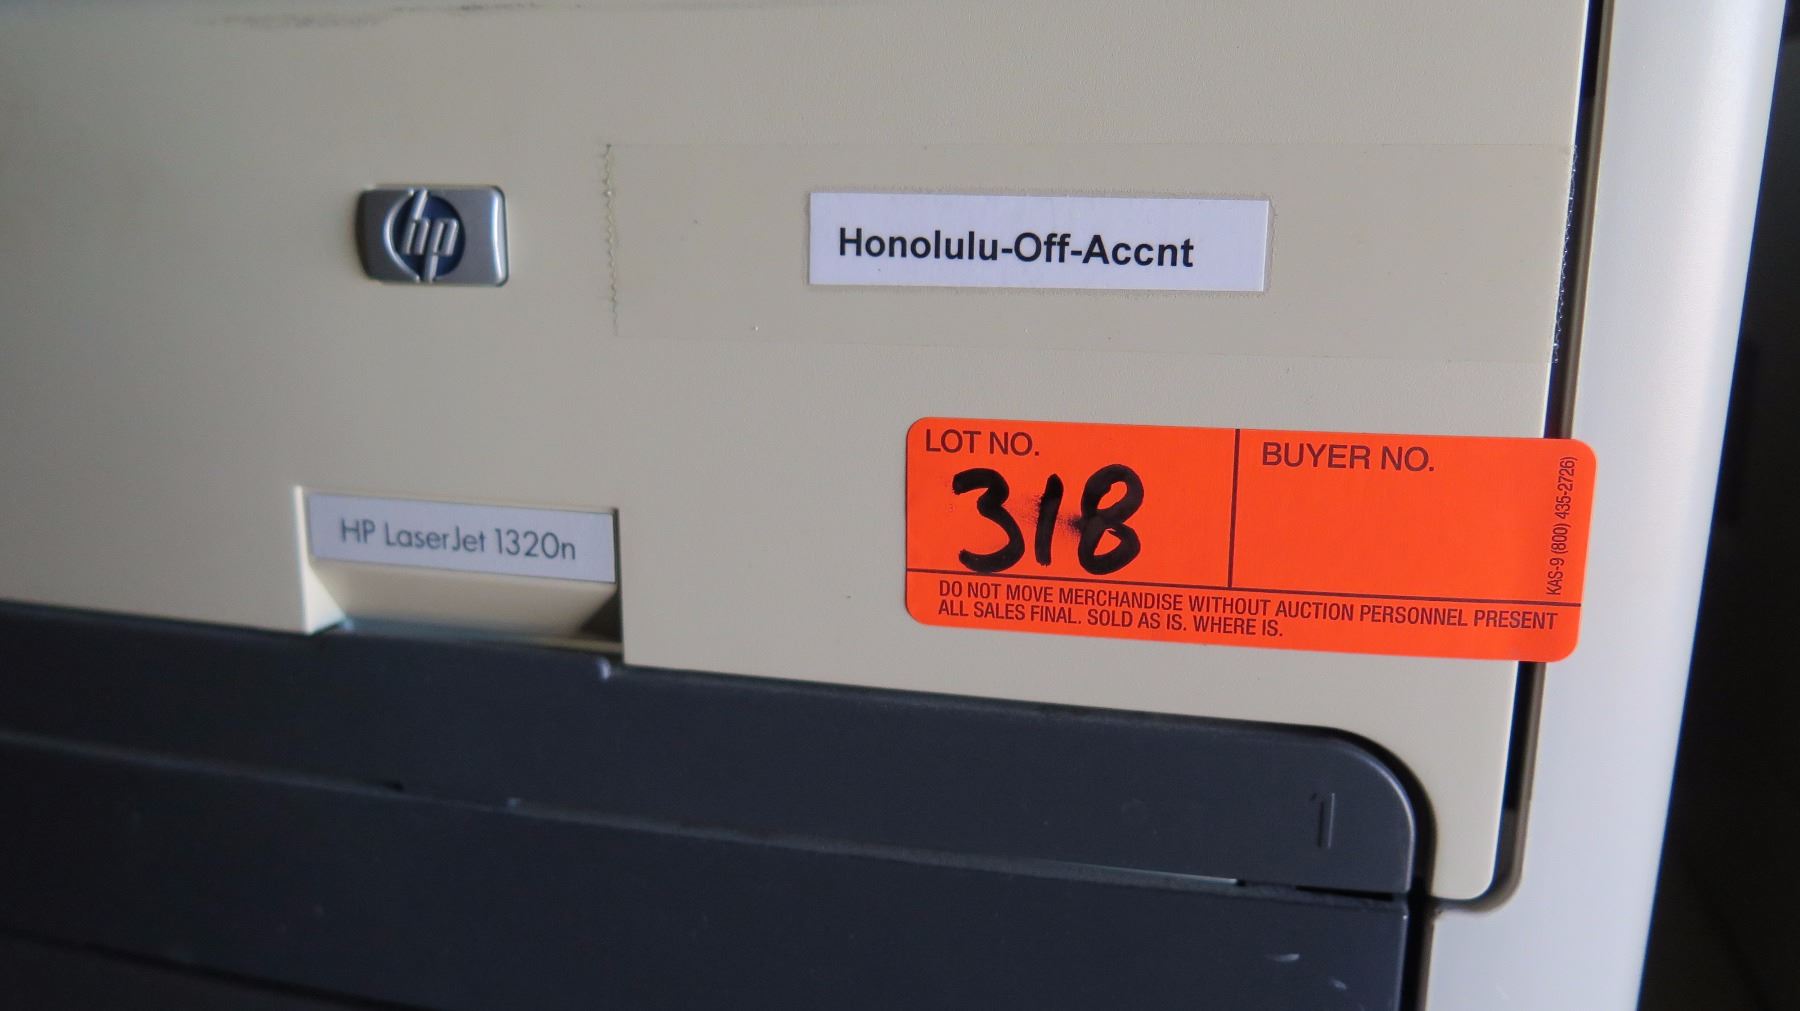 hp
Honolulu-Off-Accnt
HP LaserJet 1320n
LOT NO.
318
BUYER NO.
KAS-9 (800) 435-2726)
DO NOT MOVE MERCHANDISE WITHOUT AUCTION PERSONNEL PRESENT
ALL SALES FINAL. SOLD AS IS. WHERE IS.
1